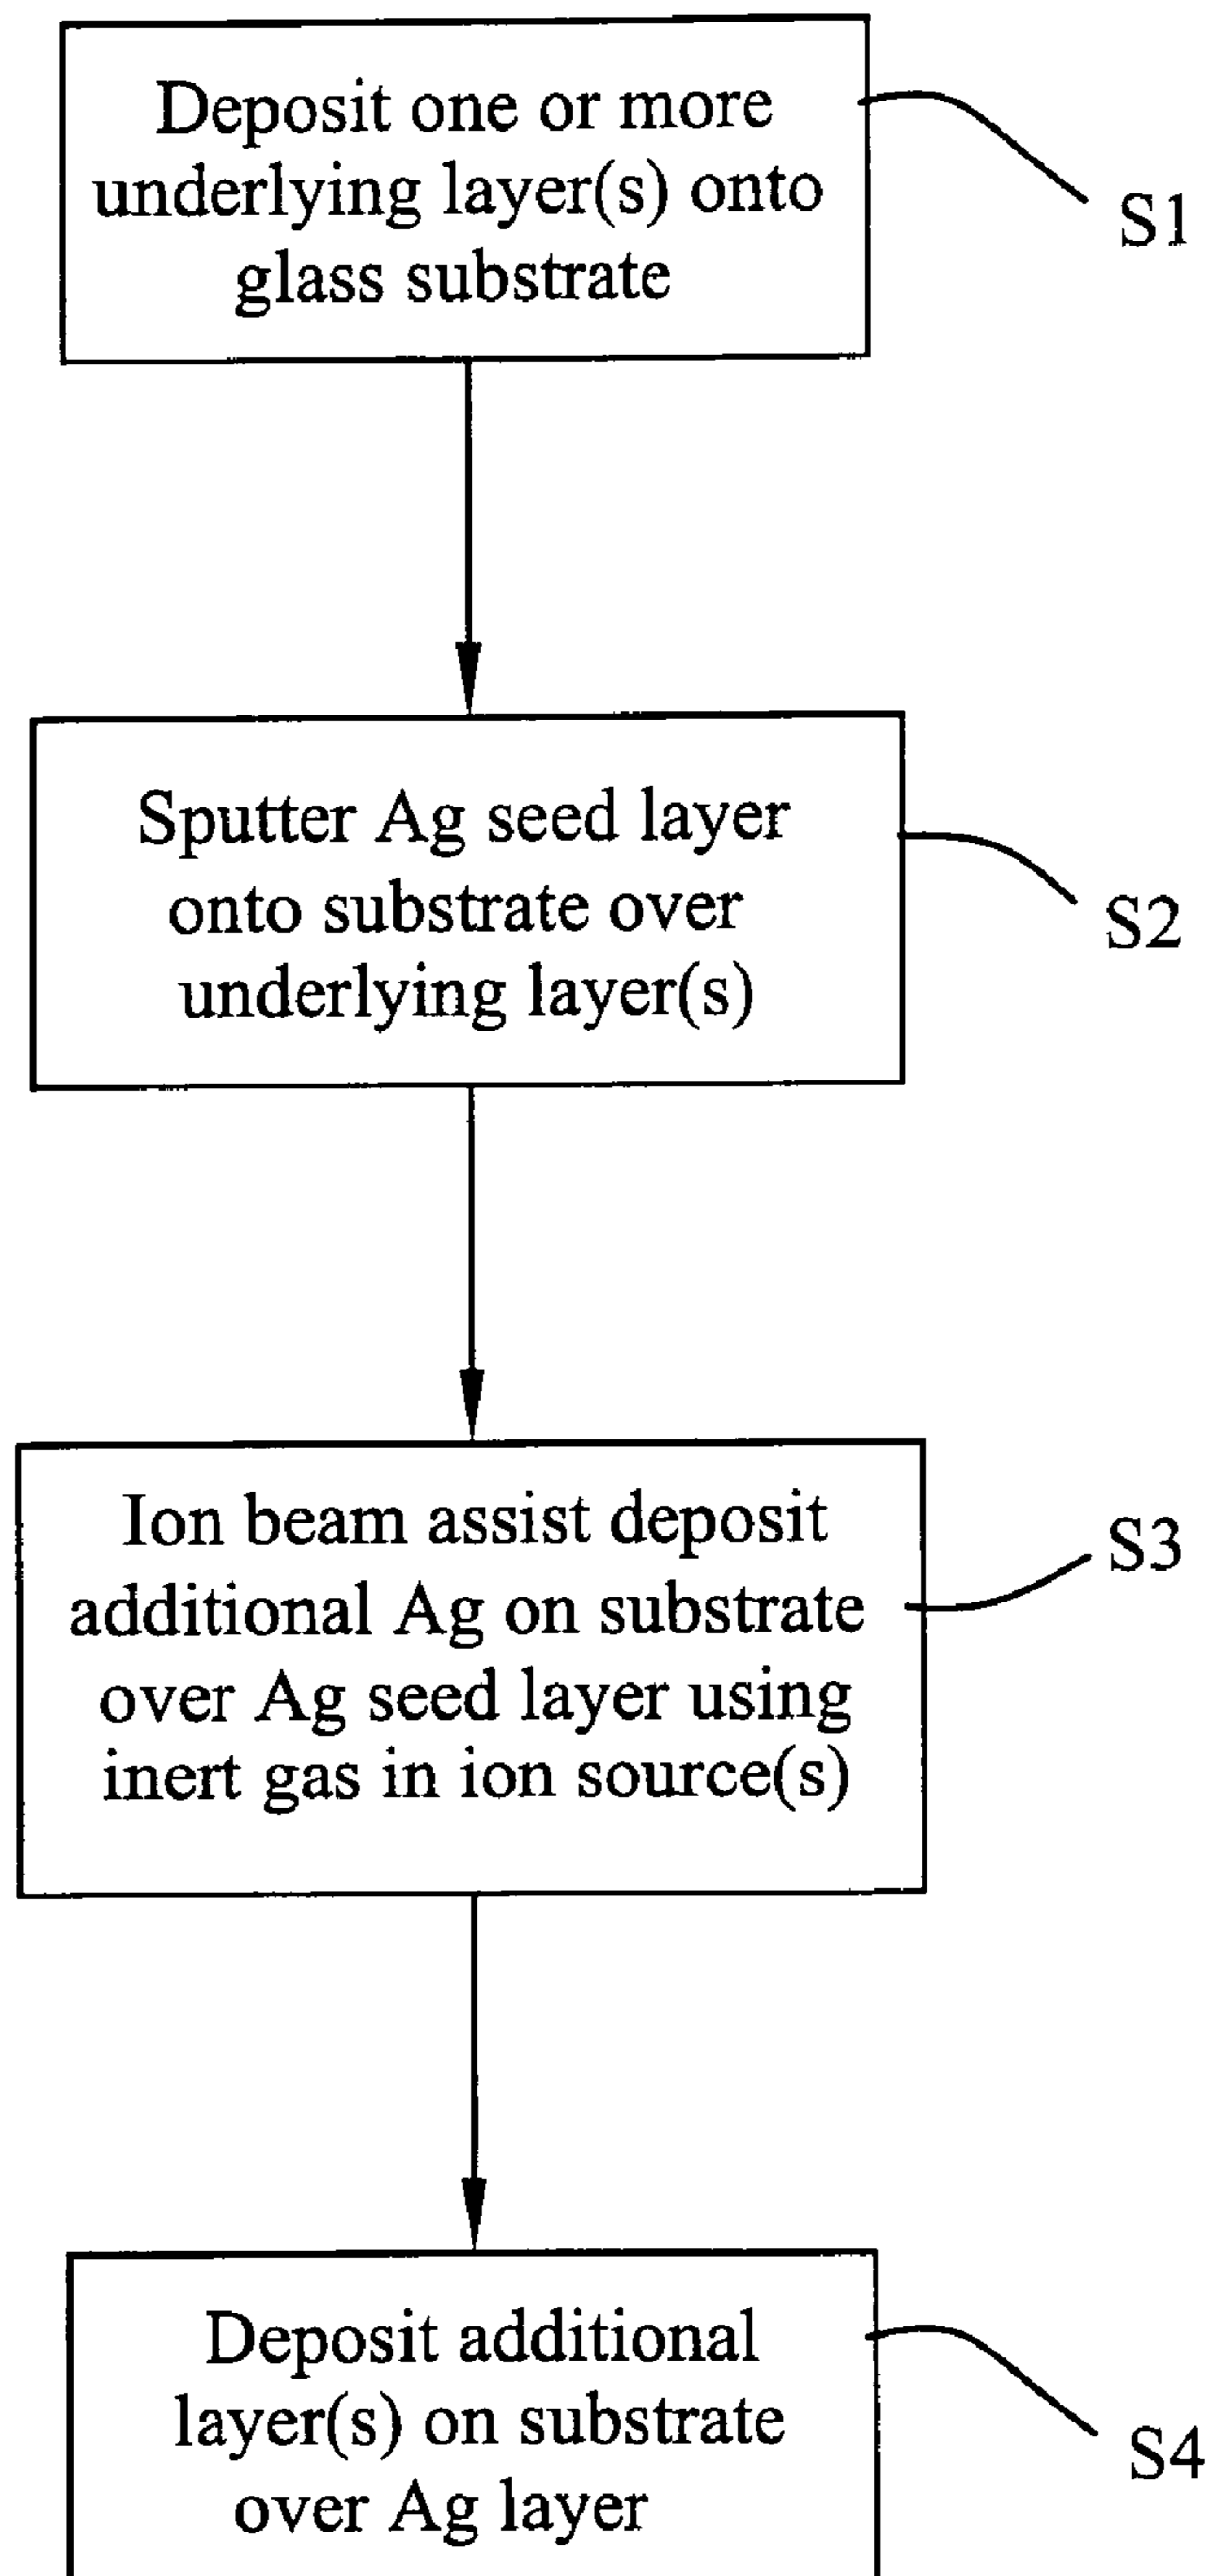 Deposit one or more
underlying layer(s) onto
glass substrate
S1
Sputter Ag seed layer
onto substrate over
underlying layer(s)
S2
Ion beam assist deposit
additional Ag on substrate
over Ag seed layer using
inert gas in ion source(s)
S3
Deposit additional
layer(s) on substrate
over Ag layer
S4